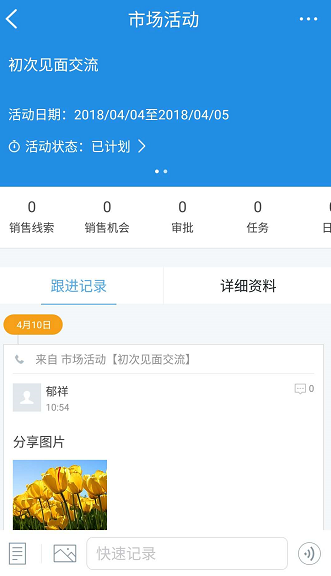 市场活动
初次见面交流
活动日期：2018/04/04至2018/04/05
活动状态：已计划
0 0 0 0
销售线索 销售机会 审批 任务
跟进记录 详细资料
4月10日
来自 市场活动【初次见面交流】
郁祥 0
10:54
分享图片
快速记录